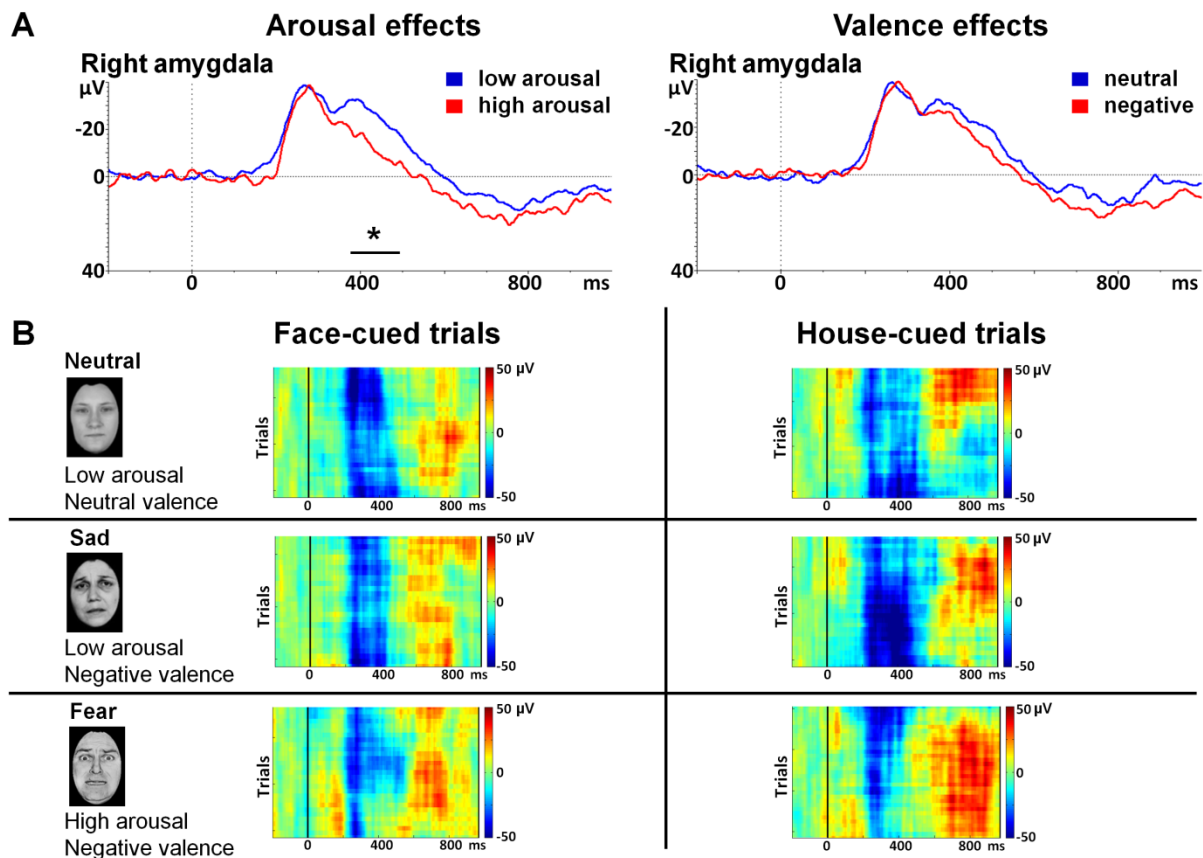 A
Arousal effects
Valence effects
Right amygdala
µV
-20
0
40
0
400
800
ms
low arousal
high arousal
*
Right amygdala
µV
-20
0
40
0
400
800
ms
neutral
negative
B
Face-cued trials
House-cued trials
Neutral
Low arousal
Neutral valence
Trials
0
400
800
ms
50 µV
0
-50
Trials
0
400
800
ms
50 µV
0
-50
Sad
Low arousal
Negative valence
Trials
0
400
800
ms
50 µV
0
-50
Trials
0
400
800
ms
50 µV
0
-50
Fear
High arousal
Negative valence
Trials
0
400
800
ms
50 µV
0
-50
Trials
0
400
800
ms
50 µV
0
-50